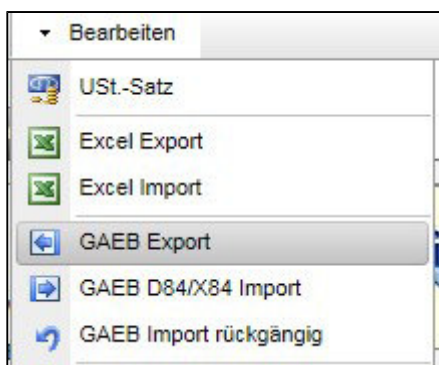 Bearbeiten
USt.-Satz
Excel Export
Excel Import
GAEB Export
GAEB D84/X84 Import
GAEB Import rückgängig